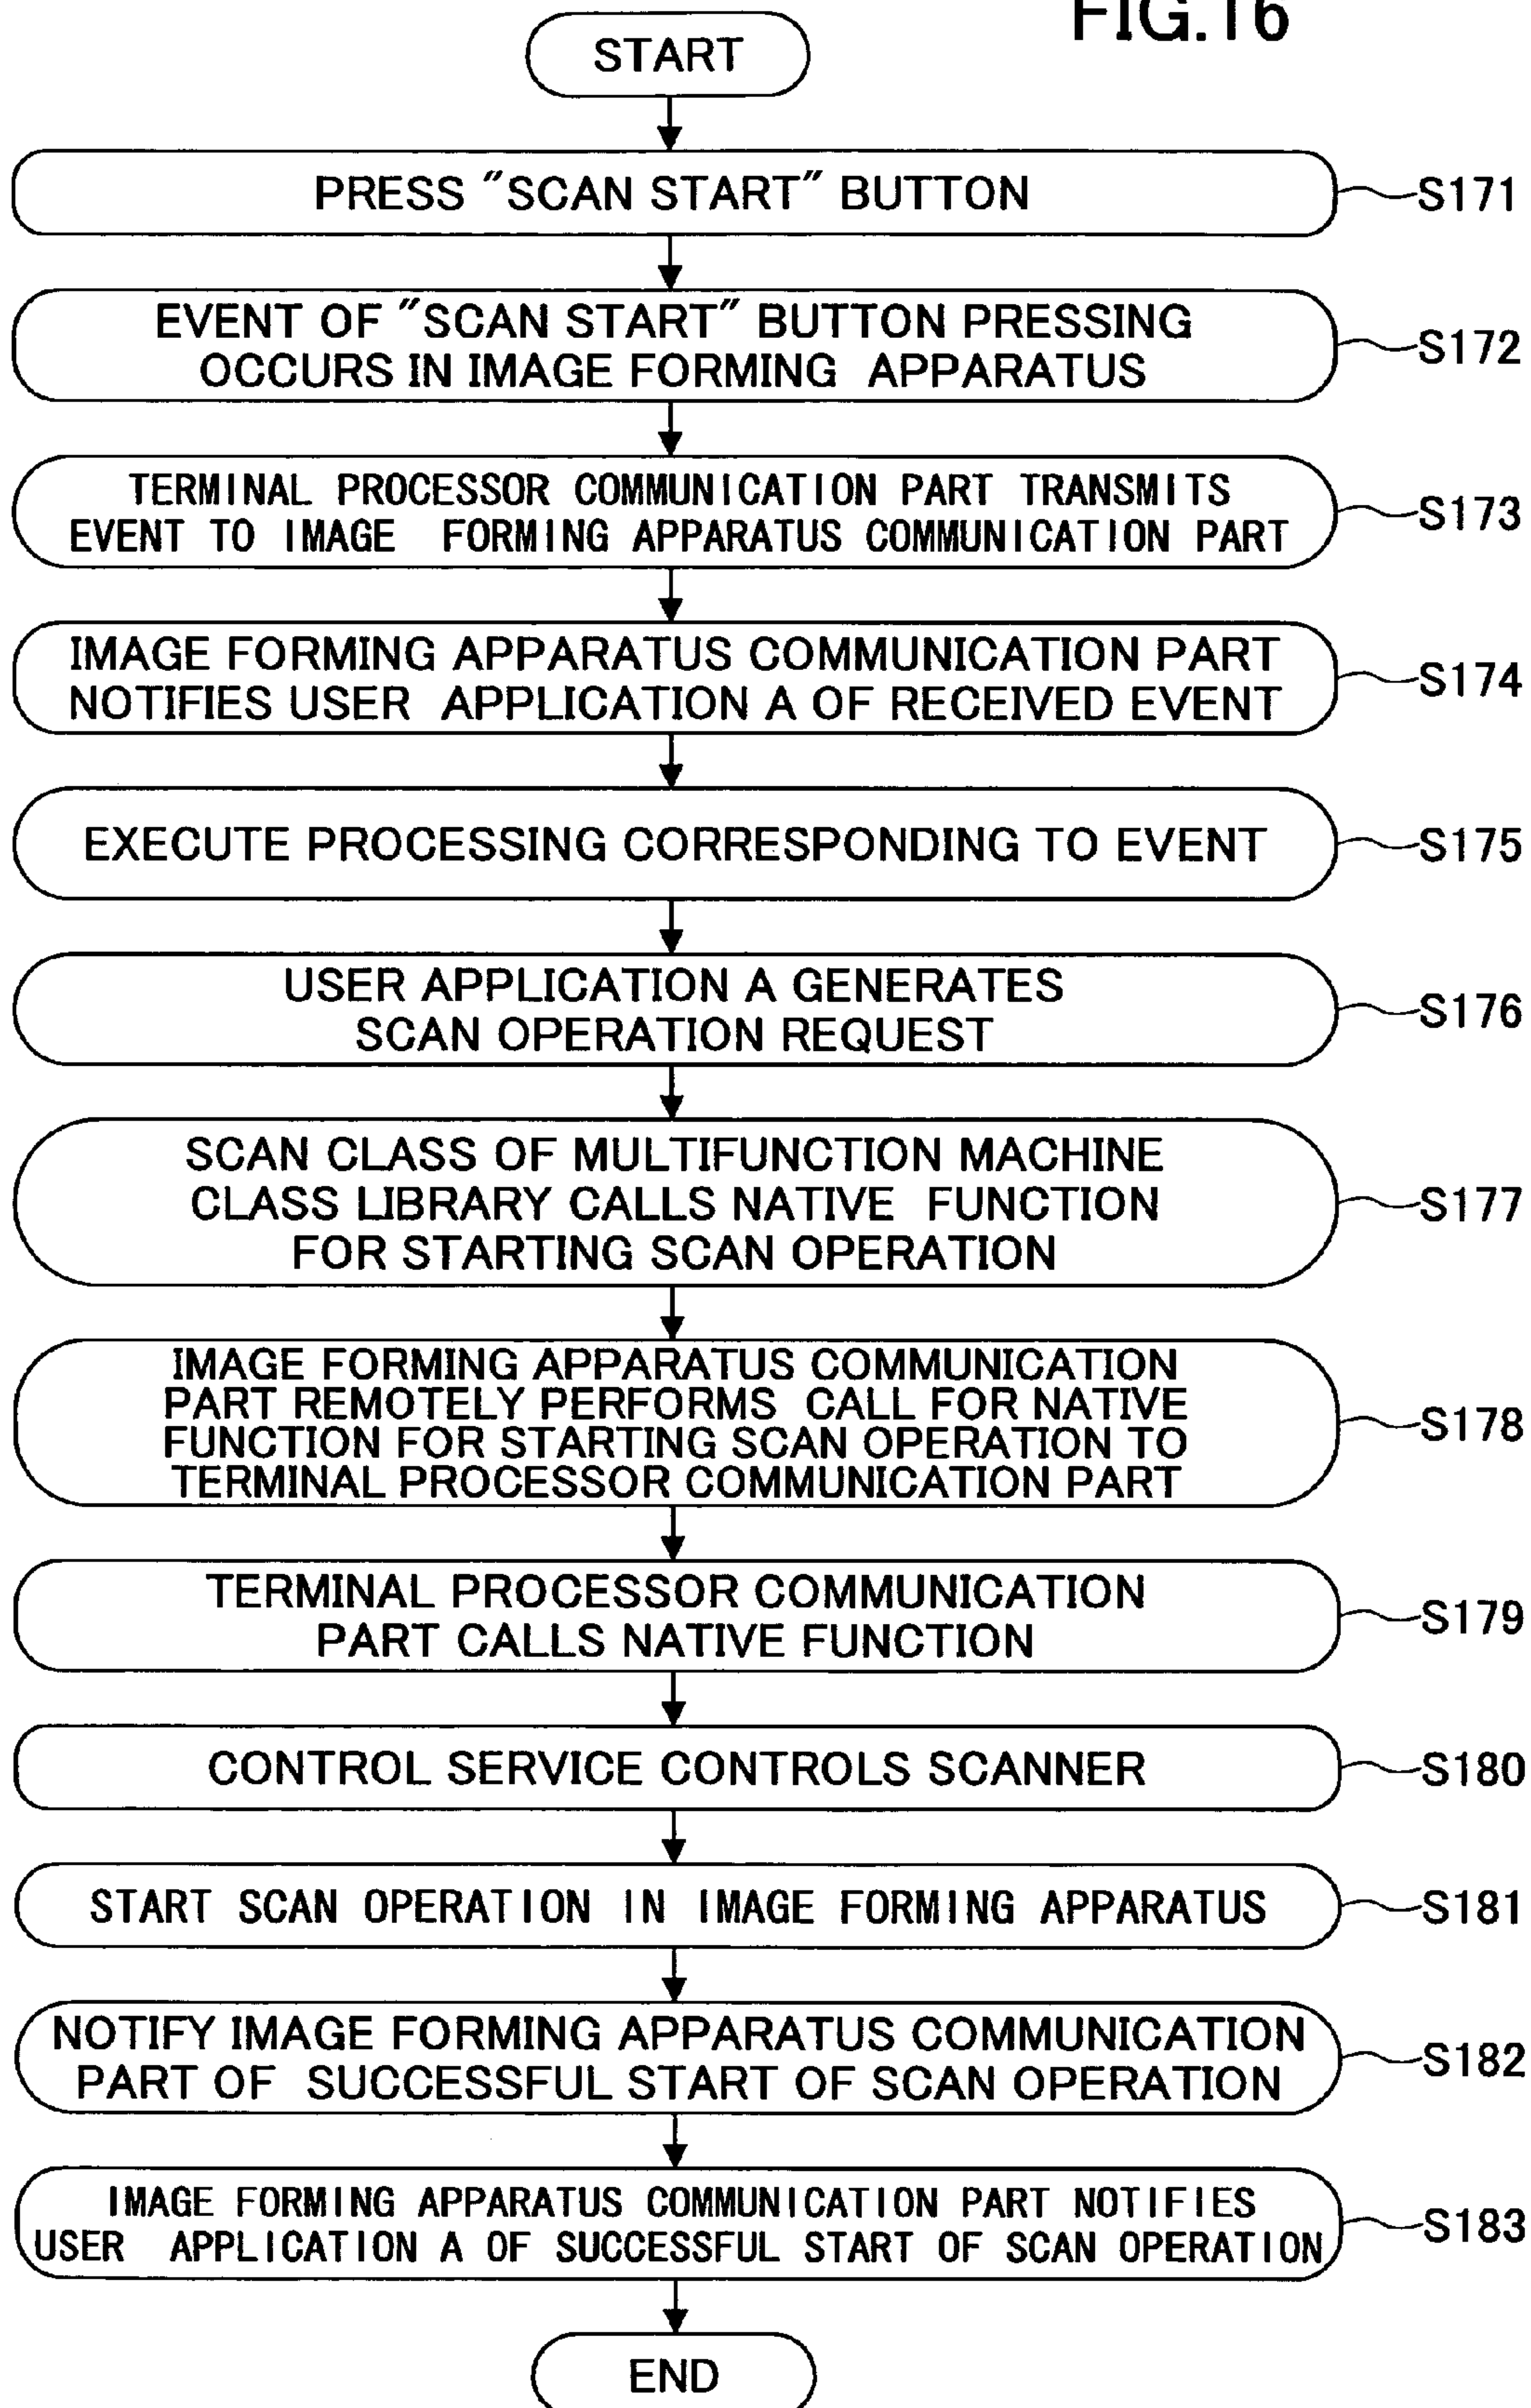 FIG.16
START
PRESS "SCAN START" BUTTON
S171
EVENT OF "SCAN START" BUTTON PRESSING
OCCURS IN IMAGE FORMING APPARATUS
S172
TERMINAL PROCESSOR COMMUNICATION PART TRANSMITS
EVENT TO IMAGE FORMING APPARATUS COMMUNICATION PART
S173
IMAGE FORMING APPARATUS COMMUNICATION PART
NOTIFIES USER APPLICATION A OF RECEIVED EVENT
S174
EXECUTE PROCESSING CORRESPONDING TO EVENT
S175
USER APPLICATION A GENERATES
SCAN OPERATION REQUEST
S176
SCAN CLASS OF MULTIFUNCTION MACHINE
CLASS LIBRARY CALLS NATIVE FUNCTION
FOR STARTING SCAN OPERATION
S177
IMAGE FORMING APPARATUS COMMUNICATION
PART REMOTELY PERFORMS CALL FOR NATIVE
FUNCTION FOR STARTING SCAN OPERATION TO
TERMINAL PROCESSOR COMMUNICATION PART
S178
TERMINAL PROCESSOR COMMUNICATION
PART CALLS NATIVE FUNCTION
S179
CONTROL SERVICE CONTROLS SCANNER
S180
START SCAN OPERATION IN IMAGE FORMING APPARATUS
S181
NOTIFY IMAGE FORMING APPARATUS COMMUNICATION
PART OF SUCCESSFUL START OF SCAN OPERATION
S182
IMAGE FORMING APPARATUS COMMUNICATION PART NOTIFIES
USER APPLICATION A OF SUCCESSFUL START OF SCAN OPERATION
S183
END